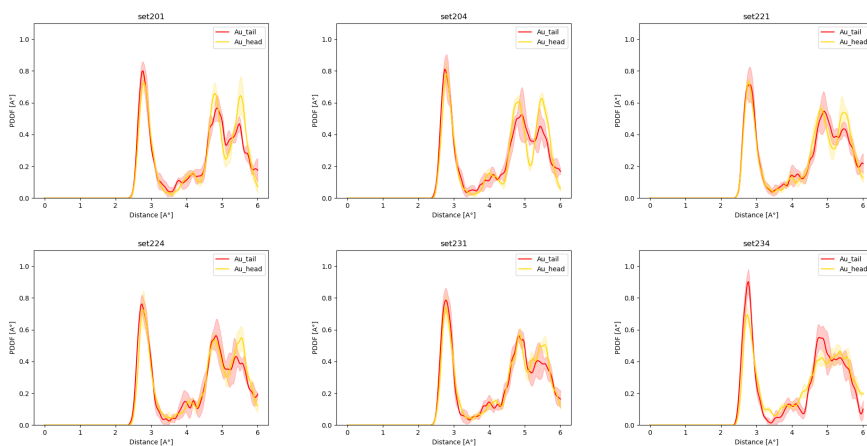 set201
1.0
0.8
0.6
0.4
0.2
0.0
PDDF [A°]
0 1 2 3 4 5 6
Distance [A°]
Au_tail
Au_head
set204
1.0
0.8
0.6
0.4
0.2
0.0
PDDF [A°]
0 1 2 3 4 5 6
Distance [A°]
Au_tail
Au_head
set221
1.0
0.8
0.6
0.4
0.2
0.0
PDDF [A°]
0 1 2 3 4 5 6
Distance [A°]
Au_tail
Au_head
set224
1.0
0.8
0.6
0.4
0.2
0.0
PDDF [A°]
0 1 2 3 4 5 6
Distance [A°]
Au_tail
Au_head
set231
1.0
0.8
0.6
0.4
0.2
0.0
PDDF [A°]
0 1 2 3 4 5 6
Distance [A°]
Au_tail
Au_head
set234
1.0
0.8
0.6
0.4
0.2
0.0
PDDF [A°]
0 1 2 3 4 5 6
Distance [A°]
Au_tail
Au_head